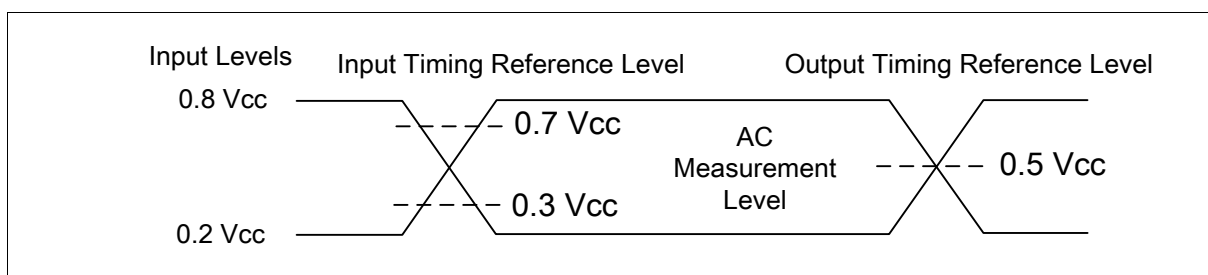 Input Levels
Input Timing Reference Level
Output Timing Reference Level
0.8 Vcc
0.7 Vcc
AC
Measurement
Level
0.5 Vcc
0.3 Vcc
0.2 Vcc